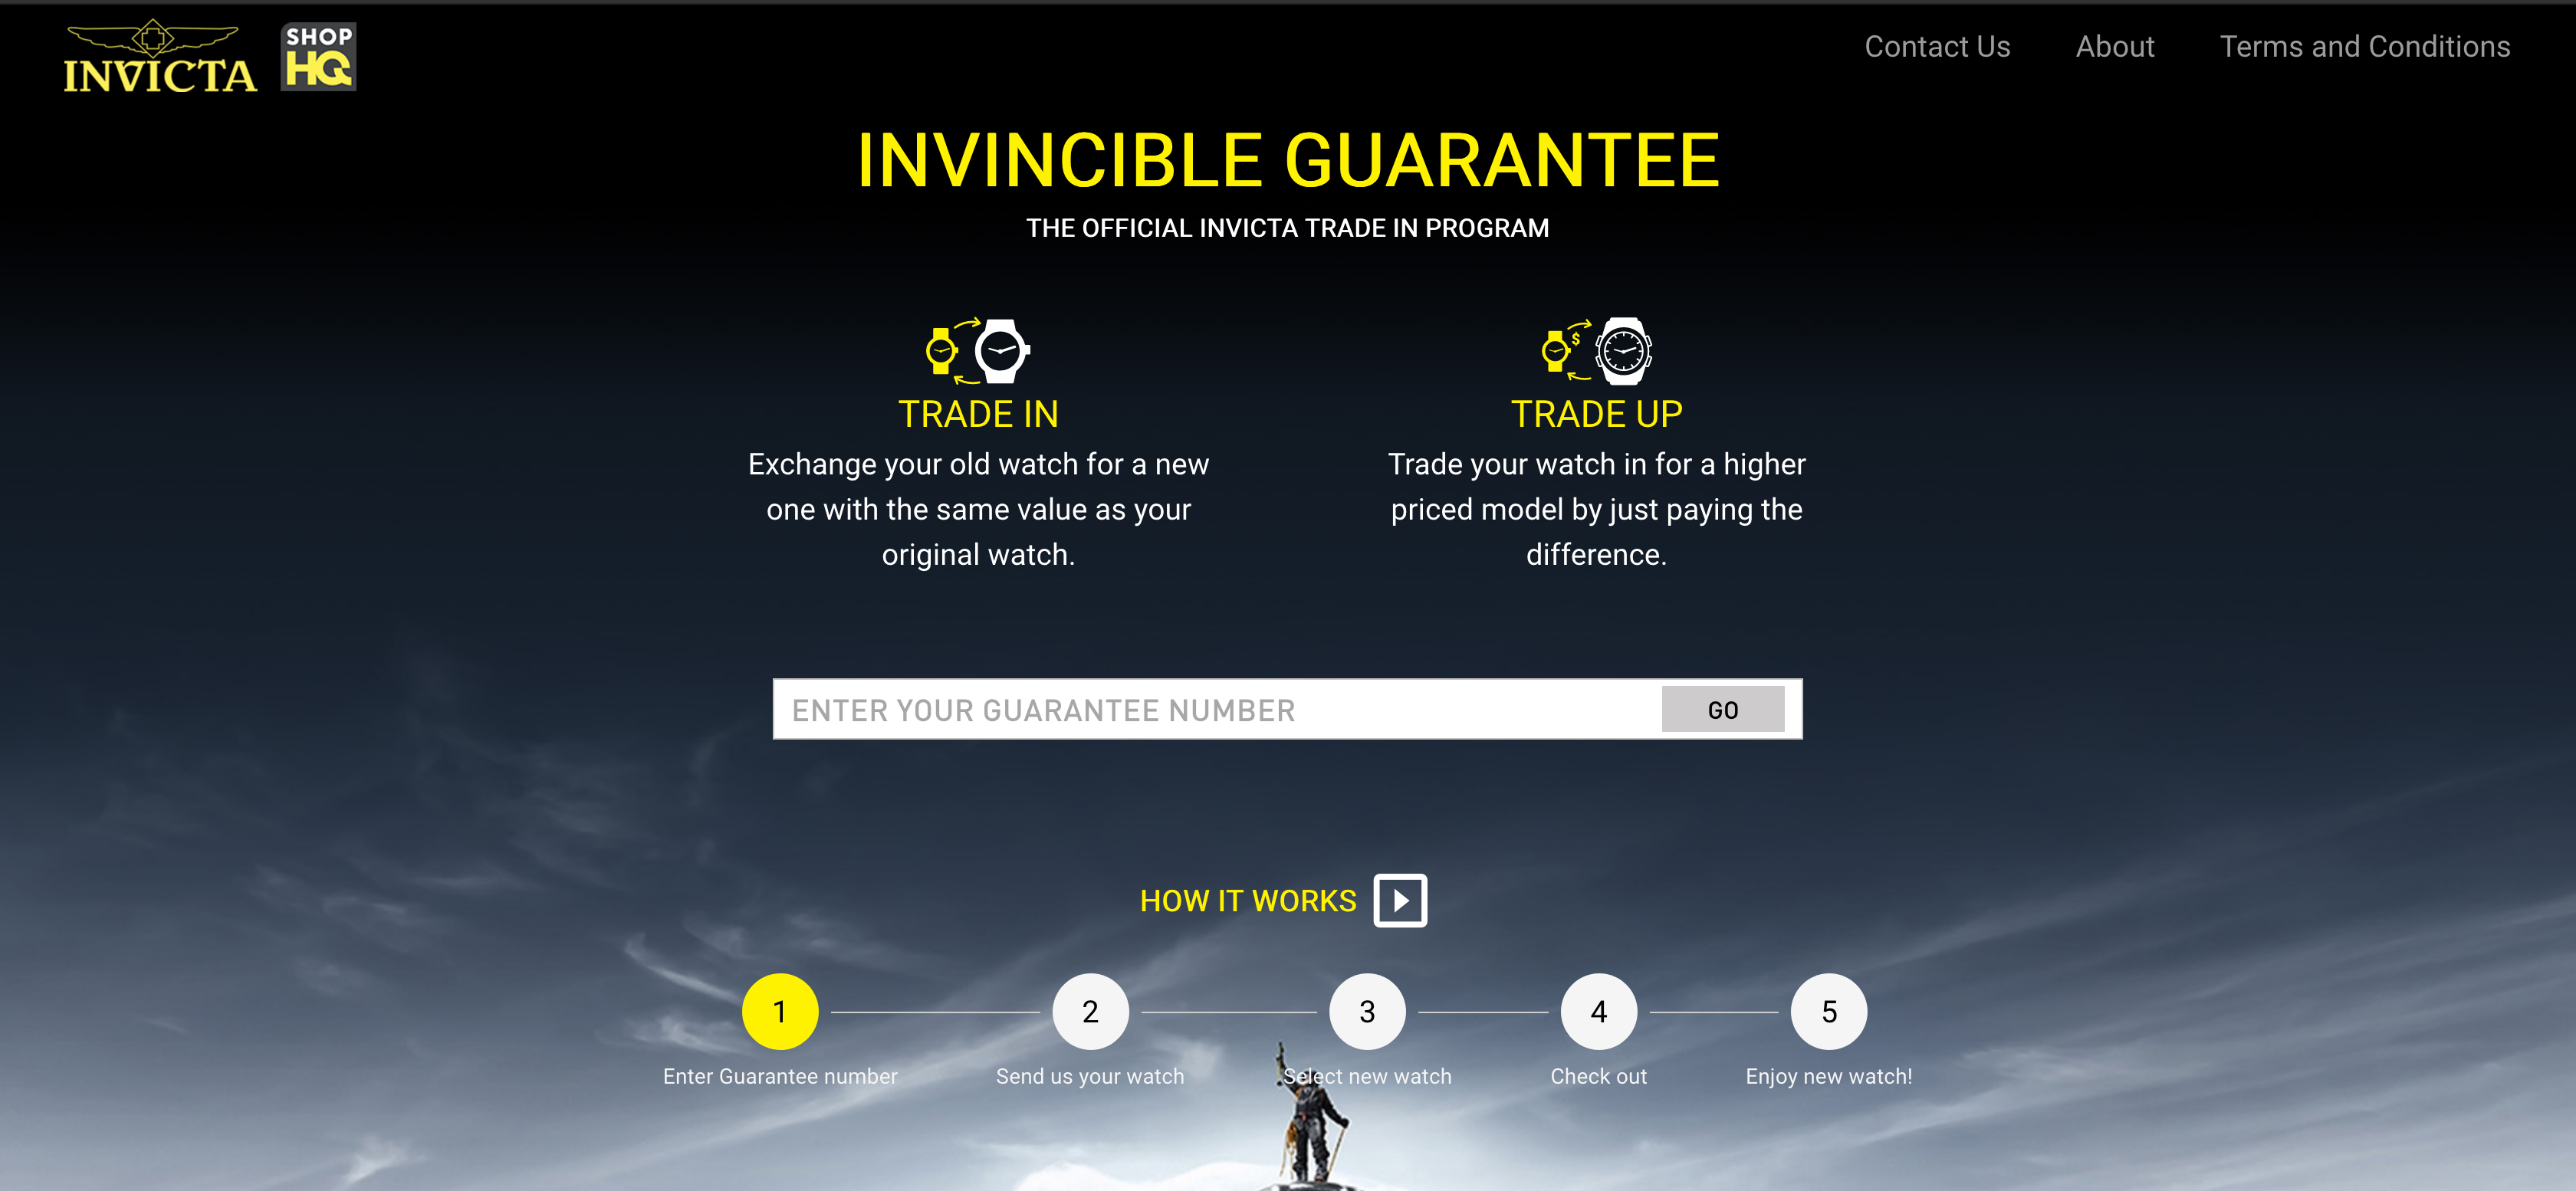 INVICTA
SHOP
HQ
Contact Us
About
Terms and Conditions
INVINCIBLE GUARANTEE
THE OFFICIAL INVICTA TRADE IN PROGRAM
$
TRADE IN
Exchange your old watch for a new
one with the same value as your
original watch.
TRADE UP
Trade your watch in for a higher
priced model by just paying the
difference.
ENTER YOUR GUARANTEE NUMBER
GO
HOW IT WORKS
1
Enter Guarantee number
2
Send us your watch
3
Select new watch
4
Check out
5
Enjoy new watch!